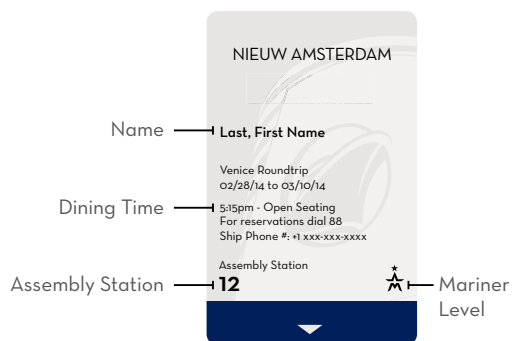 NIEUW AMSTERDAM
Name
Last, First Name
Venice Roundtrip
02/28/14 to 03/10/14
Dining Time
5:15pm - Open Seating
For reservations dial 88
Ship Phone #: +1 xxx-xxx-xxxx
Assembly Station
Assembly Station
12
Mariner
Level